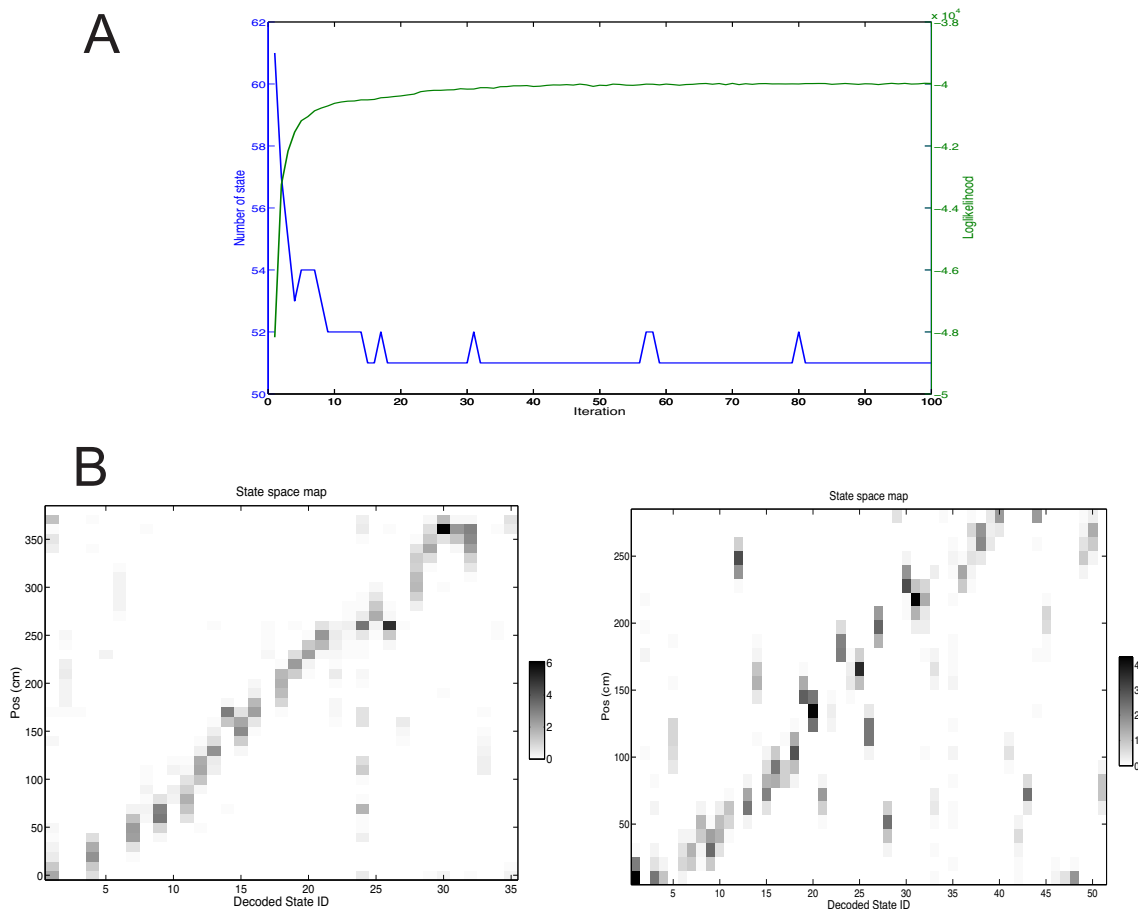 A
x 10^4
62
60
58
56
54
52
50
Number of state
-3.8
-4
-4.2
-4.4
-4.6
-4.8
-5
Loglikelihood
0 10 20 30 40 50 60 70 80 90 100
Iteration
B
State space map
350
300
250
200
150
100
50
0
Pos (cm)
5 10 15 20 25 30 35
Decoded State ID
6
4
2
0
State space map
250
200
150
100
50
Pos (cm)
5 10 15 20 25 30 35 40 45 50
Decoded State ID
4
3
2
1
0